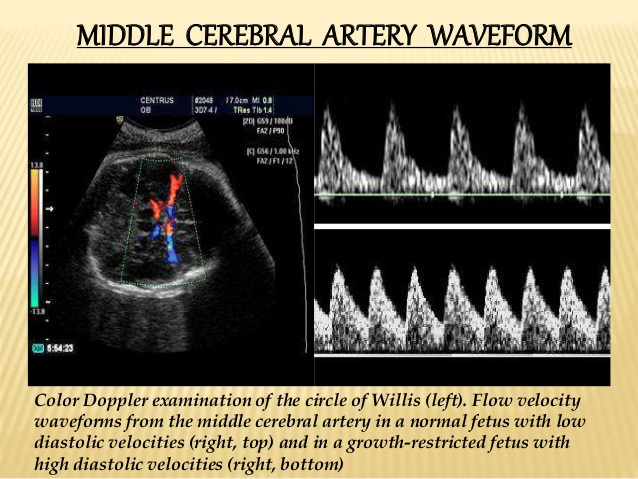 MIDDLE CEREBRAL ARTERY WAVEFORM
CENTRUS #2048 / 7.0cm MI 0.8
OB 3D7-4 / TRes TIb 1.4
[2D] G59 / 100dB
FA2 / P90
[C] G56 / 1.00 kHz
FA2 / F1 / 12
13.8
-13.8
6:54:23
Color Doppler examination of the circle of Willis (left). Flow velocity
waveforms from the middle cerebral artery in a normal fetus with low
diastolic velocities (right, top) and in a growth-restricted fetus with
high diastolic velocities (right, bottom)